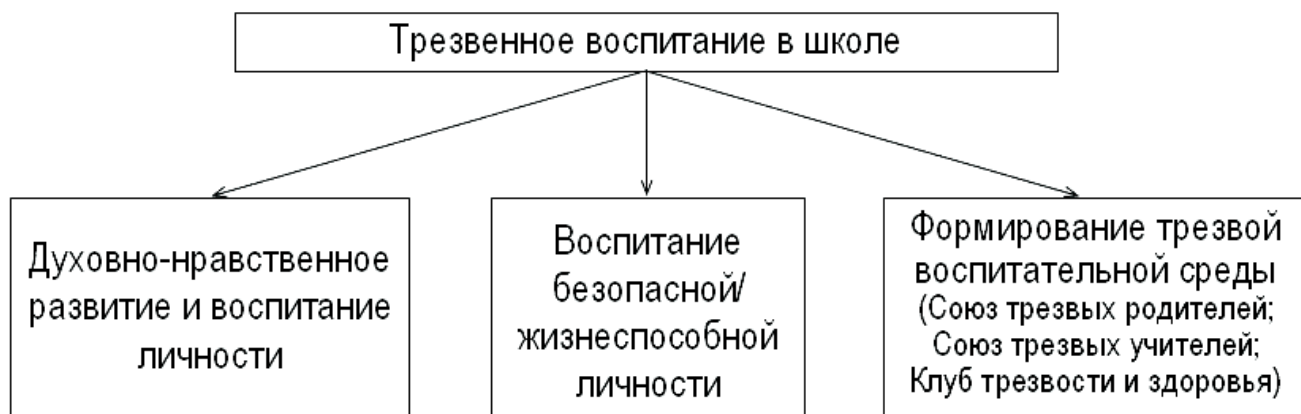 Трезвенное воспитание в школе
Духовно-нравственное
развитие и воспитание
личности
Воспитание
безопасной/
жизнеспособной
личности
Формирование трезвой
воспитательной среды
(Союз трезвых родителей;
Союз трезвых учителей;
Клуб трезвости и здоровья)